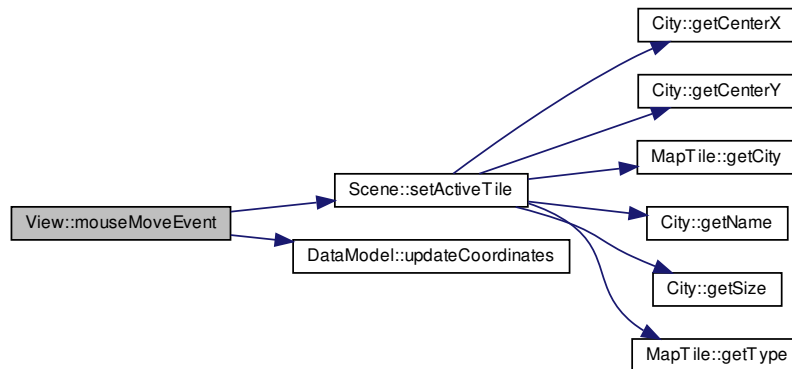 View::mouseMoveEvent
Scene::setActiveTile
DataModel::updateCoordinates
City::getCenterX
City::getCenterY
MapTile::getCity
City::getName
City::getSize
MapTile::getType